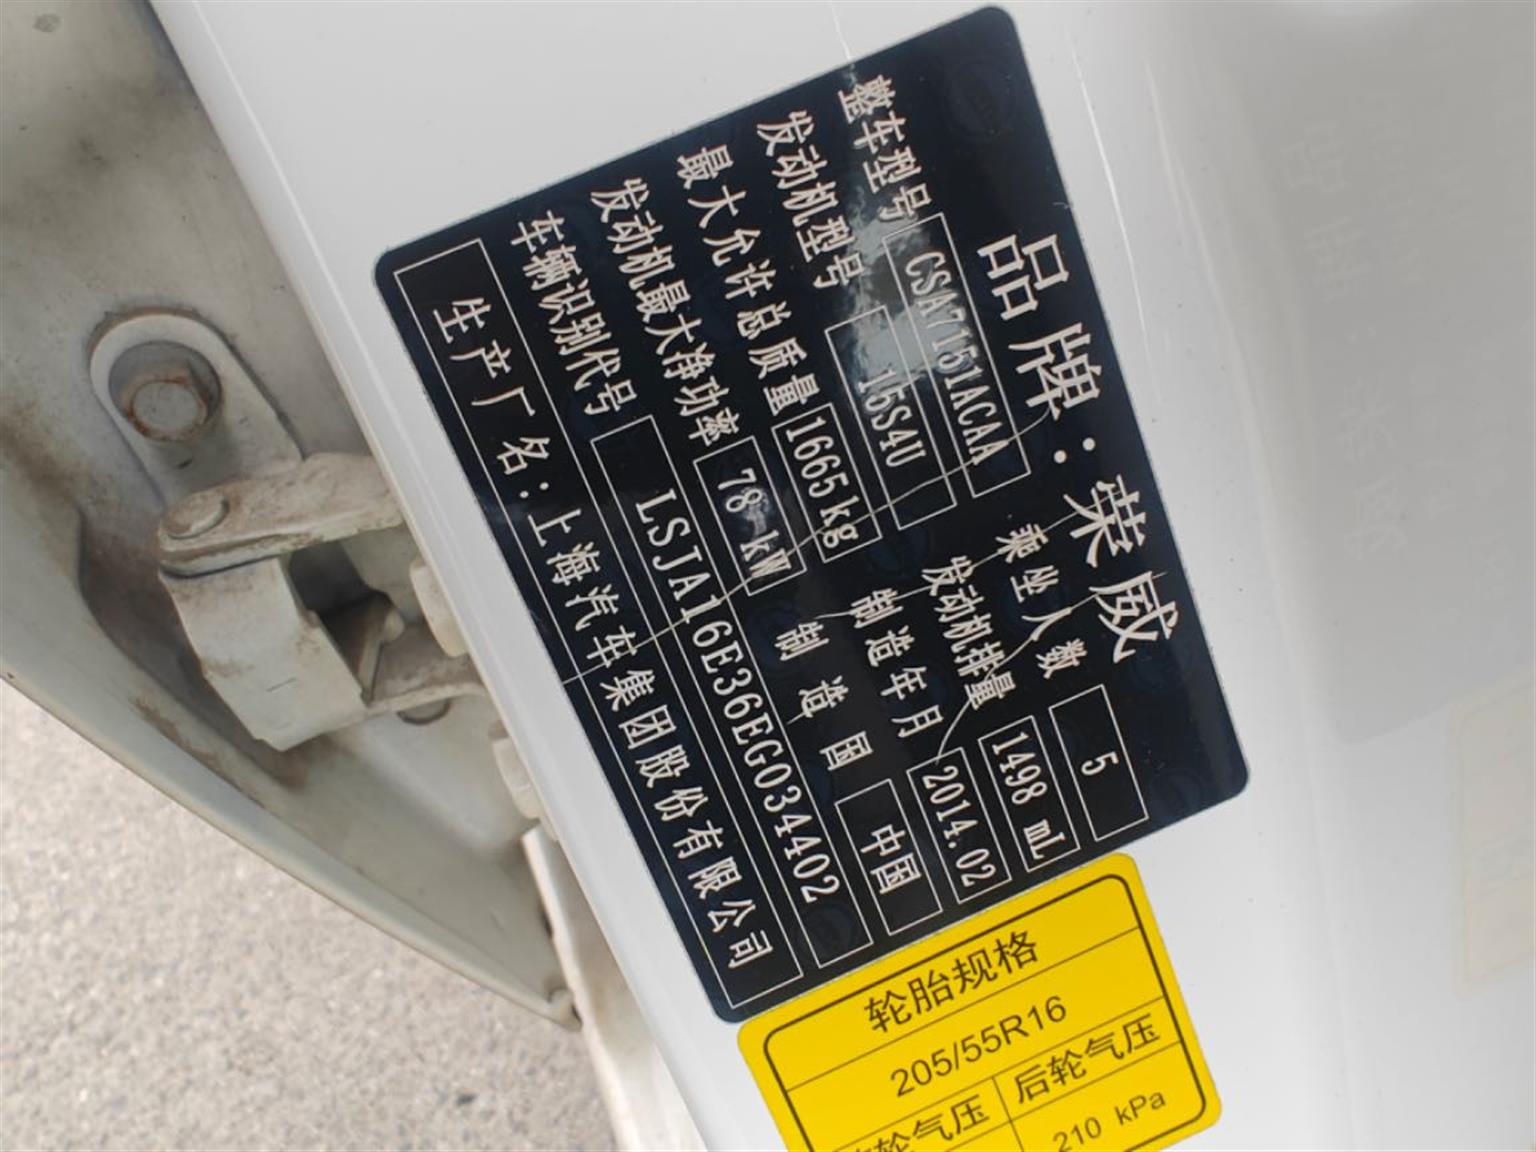 品牌：荣威
整车型号 CSA7151ACAA 乘坐人数 5
发动机型号 15S4U 发动机排量 1498 mL
最大允许总质量 1665kg 制造年月 2014.02
发动机最大净功率 78 kW 制造国 中国
车辆识别代号 LSJA16E36EG034402
生产厂名：上海汽车集团股份有限公司
轮胎规格
205/55R16
轮气压 后轮气压
210 kPa